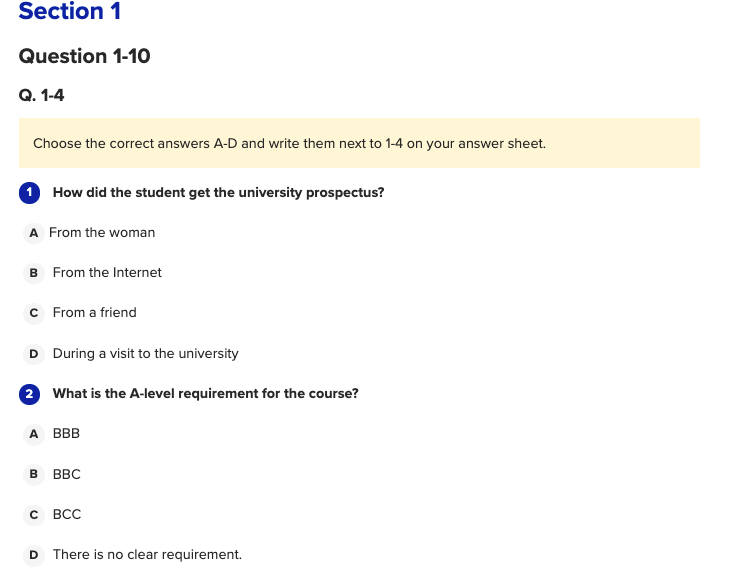 Section 1
Question 1-10
Q. 1-4
Choose the correct answers A-D and write them next to 1-4 on your answer sheet.
1 How did the student get the university prospectus?
A From the woman
B From the Internet
C From a friend
D During a visit to the university
2 What is the A-level requirement for the course?
A BBB
B BBC
C BCC
D There is no clear requirement.